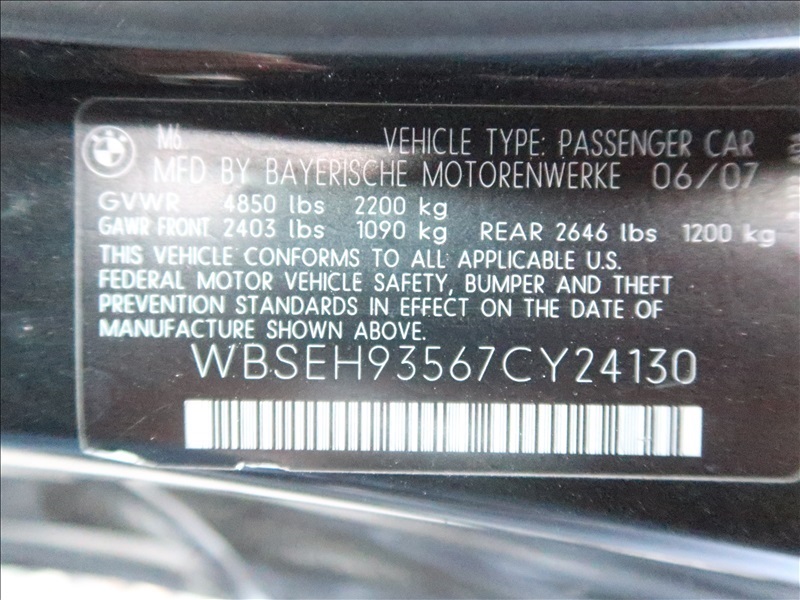 M6 VEHICLE TYPE: PASSENGER CAR
MFD BY BAYERISCHE MOTORENWERKE 06/07
GVWR 4850 lbs 2200 kg
GAWR FRONT 2403 lbs 1090 kg REAR 2646 lbs 1200 kg
THIS VEHICLE CONFORMS TO ALL APPLICABLE U.S.
FEDERAL MOTOR VEHICLE SAFETY, BUMPER AND THEFT
PREVENTION STANDARDS IN EFFECT ON THE DATE OF
MANUFACTURE SHOWN ABOVE.
WBSEH93567CY24130